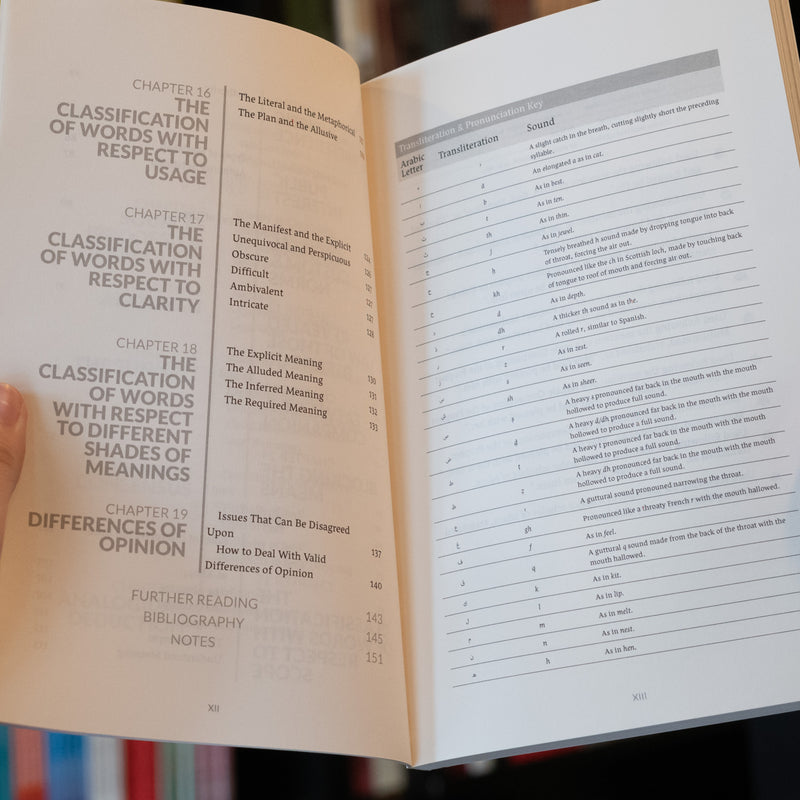 CHAPTER 16
THE
CLASSIFICATION
OF WORDS WITH
RESPECT TO
USAGE
The Literal and the Metaphorical
The Plan and the Allusive
CHAPTER 17
THE
CLASSIFICATION
OF WORDS WITH
RESPECT TO
CLARITY
The Manifest and the Explicit 124
Unequivocal and Perspicuous 126
Obscure 127
Difficult 127
Ambivalent 127
Intricate 128
CHAPTER 18
THE
CLASSIFICATION
OF WORDS
WITH RESPECT
TO DIFFERENT
SHADES OF
MEANINGS
The Explicit Meaning 130
The Alluded Meaning 131
The Inferred Meaning 132
The Required Meaning 133
CHAPTER 19
DIFFERENCES OF
OPINION
Issues That Can Be Disagreed
Upon 137
How to Deal With Valid
Differences of Opinion 140
FURTHER READING 143
BIBLIOGRAPHY 145
NOTES 151
XII
Transliteration & Pronunciation Key
Arabic
Letter
Transliteration
Sound
A slight catch in the breath, cutting slightly short the preceding
syllable.
An elongated a as in cat.
b As in best.
t As in ten.
th As in thin.
j As in jewel.
Tensely breathed h sound made by dropping tongue into back
of throat, forcing the air out.
kh Pronounced like the ch in Scottish loch, made by touching back
of tongue to roof of mouth and forcing air out.
d As in depth.
dh A thicker th sound as in the.
r A rolled r, similar to Spanish.
z As in zest.
s As in seen.
sh As in sheer.
A heavy s pronounced far back in the mouth with the mouth
hollowed to produce full sound.
A heavy d/dh pronounced far back in the mouth with the mouth
hollowed to produce a full sound.
A heavy t pronounced far back in the mouth with the mouth
hollowed to produce full sound.
A heavy dh pronounced far back in the mouth with the mouth
hollowed to produce a full sound.
A guttural sound pronounced narrowing the throat.
gh Pronounced like a throaty French r with the mouth hollowed.
f As in feel.
q A guttural q sound made from the back of the throat with the
mouth hollowed.
k As in kit.
l As in lip.
m As in melt.
n As in nest.
h As in hen.
XIII